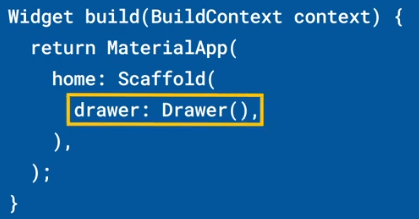 Widget build(BuildContext context) {
  return MaterialApp(
    home: Scaffold(
      drawer: Drawer(),
    ),
  );
}